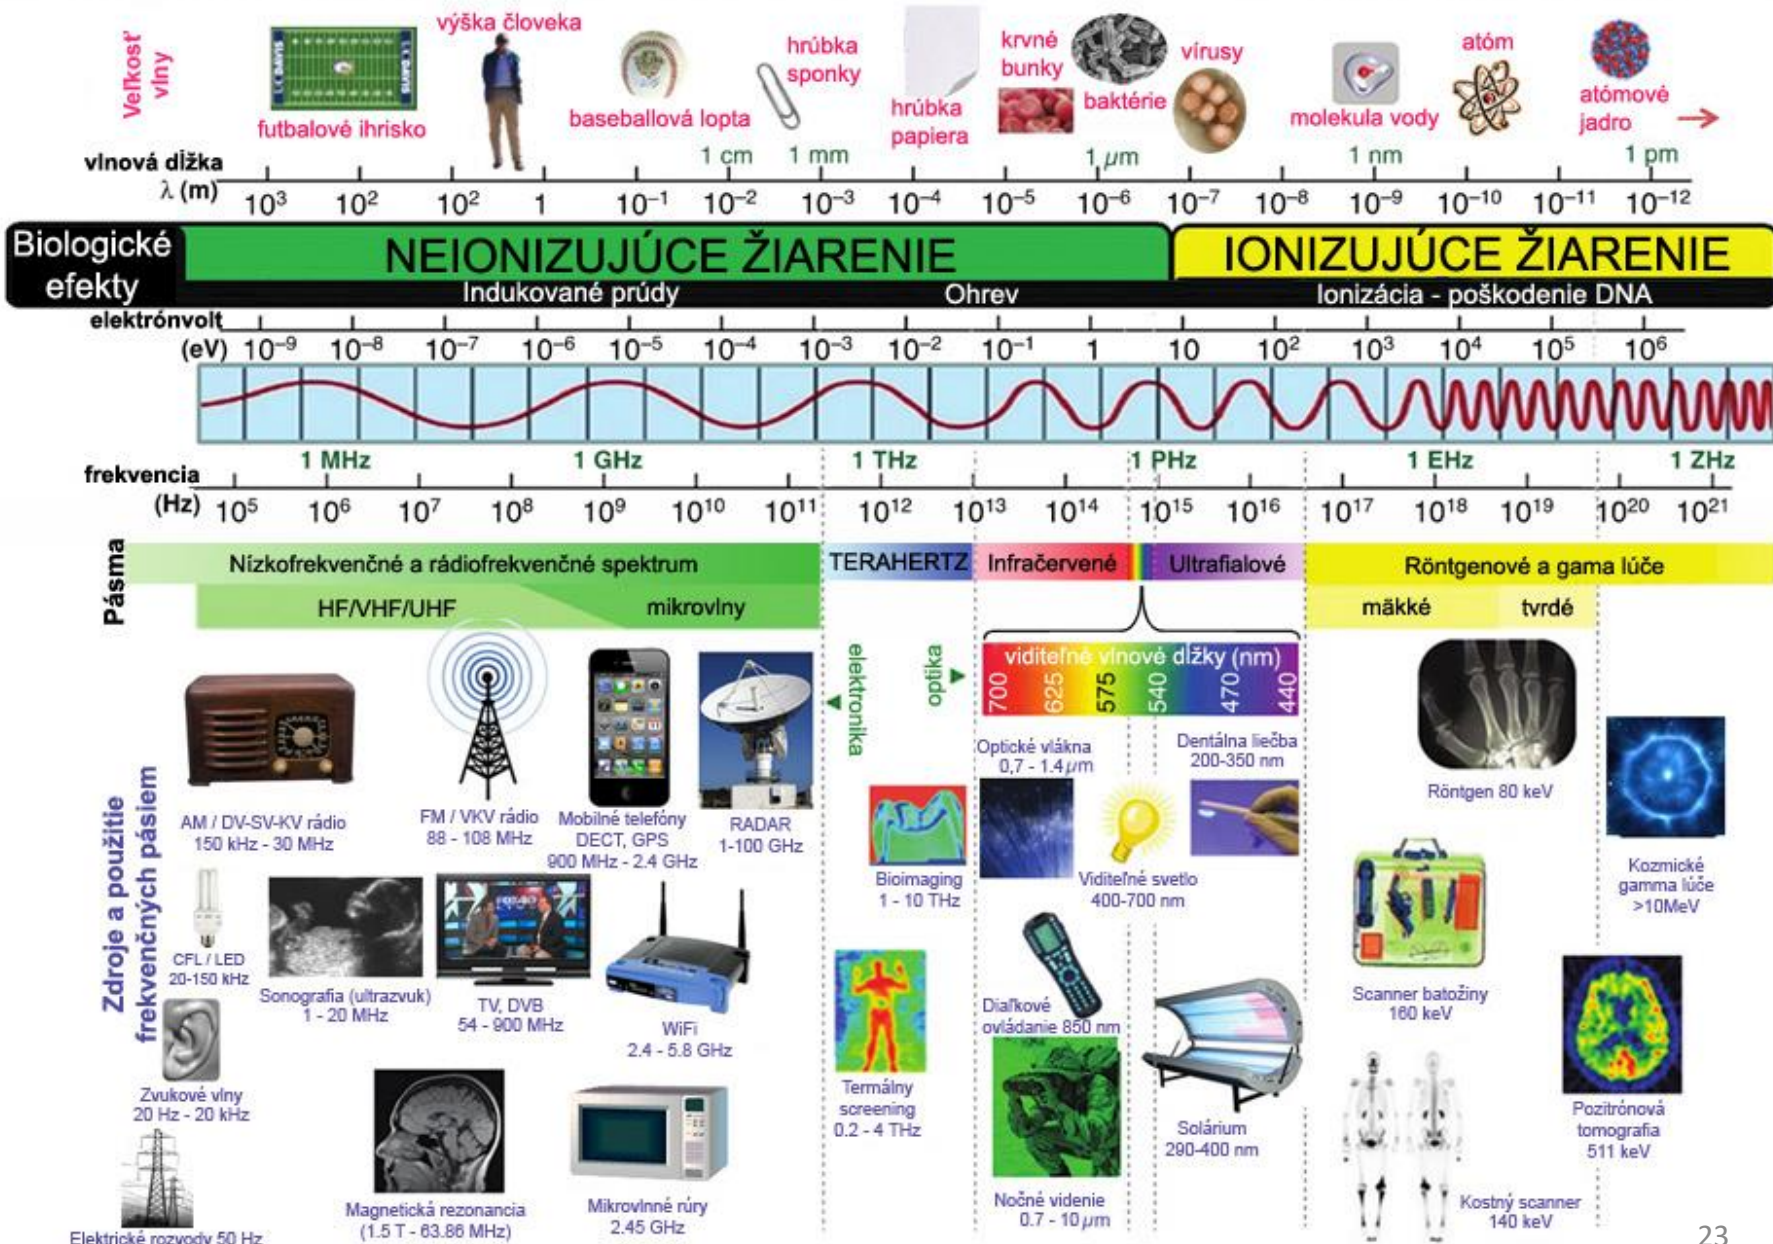 Veľkosť
vlny
futbalové ihrisko
výška človeka
baseballová lopta
hrúbka
sponky
hrúbka
papiera
krvné
bunky
baktérie
vírusy
molekula vody
atóm
atómové
jadro
1 cm 1 mm 1 µm 1 nm 1 pm
vlnová dĺžka
λ (m)
10³ 10² 10² 1 10⁻¹ 10⁻² 10⁻³ 10⁻⁴ 10⁻⁵ 10⁻⁶ 10⁻⁷ 10⁻⁸ 10⁻⁹ 10⁻¹⁰ 10⁻¹¹ 10⁻¹²
Biologické
efekty
NEIONIZUJÚCE ŽIARENIE
IONIZUJÚCE ŽIARENIE
Indukované prúdy Ohrev Ionizácia - poškodenie DNA
elektrónvolt
(eV) 10⁻⁹ 10⁻⁸ 10⁻⁷ 10⁻⁶ 10⁻⁵ 10⁻⁴ 10⁻³ 10⁻² 10⁻¹ 1 10 10² 10³ 10⁴ 10⁵ 10⁶
1 MHz 1 GHz 1 THz 1 PHz 1 EHz 1 ZHz
frekvencia
(Hz) 10⁵ 10⁶ 10⁷ 10⁸ 10⁹ 10¹⁰ 10¹¹ 10¹² 10¹³ 10¹⁴ 10¹⁵ 10¹⁶ 10¹⁷ 10¹⁸ 10¹⁹ 10²⁰ 10²¹
Pásma
Nízkofrekvenčné a rádiofrekvenčné spektrum
TERAHERTZ
Infračervené
Ultrafialové
Röntgenové a gama lúče
HF/VHF/UHF
mikrovlny
mäkké
tvrdé
elektronika
optika
viditeľné vlnové dĺžky (nm)
700 625 575 540 470 440
Zdroje a použitie
frekvenčných pásiem
AM / DV-SV-KV rádio
150 kHz - 30 MHz
FM / VKV rádio
88 - 108 MHz
Mobilné telefóny
DECT, GPS
900 MHz - 2.4 GHz
RADAR
1-100 GHz
Bioimaging
1 - 10 THz
Optické vlákna
0,7 - 1.4 µm
Dentálna liečba
200-350 nm
Viditeľné svetlo
400-700 nm
Röntgen 80 keV
Kozmické
gamma lúče
>10MeV
CFL / LED
20-150 kHz
Sonografia (ultrazvuk)
1 - 20 MHz
TV, DVB
54 - 900 MHz
WiFi
2.4 - 5.8 GHz
Diaľkové
ovládanie 850 nm
Scanner batožiny
160 keV
Zvukové vlny
20 Hz - 20 kHz
Termálny
screening
0.2 - 4 THz
Solárium
290-400 nm
Pozitrónová
tomografia
511 keV
Elektrické rozvody 50 Hz
Magnetická rezonancia
(1.5 T - 63.86 MHz)
Mikrovlnné rúry
2.45 GHz
Nočné videnie
0.7 - 10 µm
Kostný scanner
140 keV
23